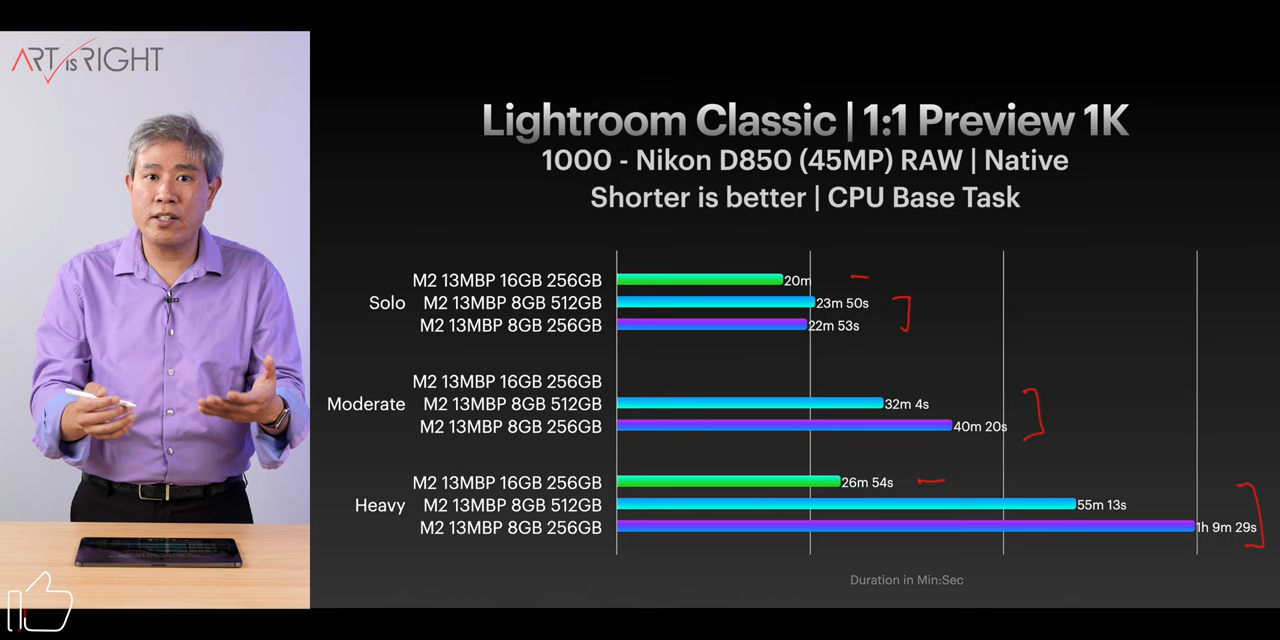 ART IS RIGHT
Lightroom Classic | 1:1 Preview 1K
1000 - Nikon D850 (45MP) RAW | Native
Shorter is better | CPU Base Task
Solo
M2 13MBP 16GB 256GB 20m
M2 13MBP 8GB 512GB 23m 50s
M2 13MBP 8GB 256GB 22m 53s
Moderate
M2 13MBP 16GB 256GB
M2 13MBP 8GB 512GB 32m 4s
M2 13MBP 8GB 256GB 40m 20s
Heavy
M2 13MBP 16GB 256GB 26m 54s
M2 13MBP 8GB 512GB 55m 13s
M2 13MBP 8GB 256GB 1h 9m 29s
Duration in Min:Sec